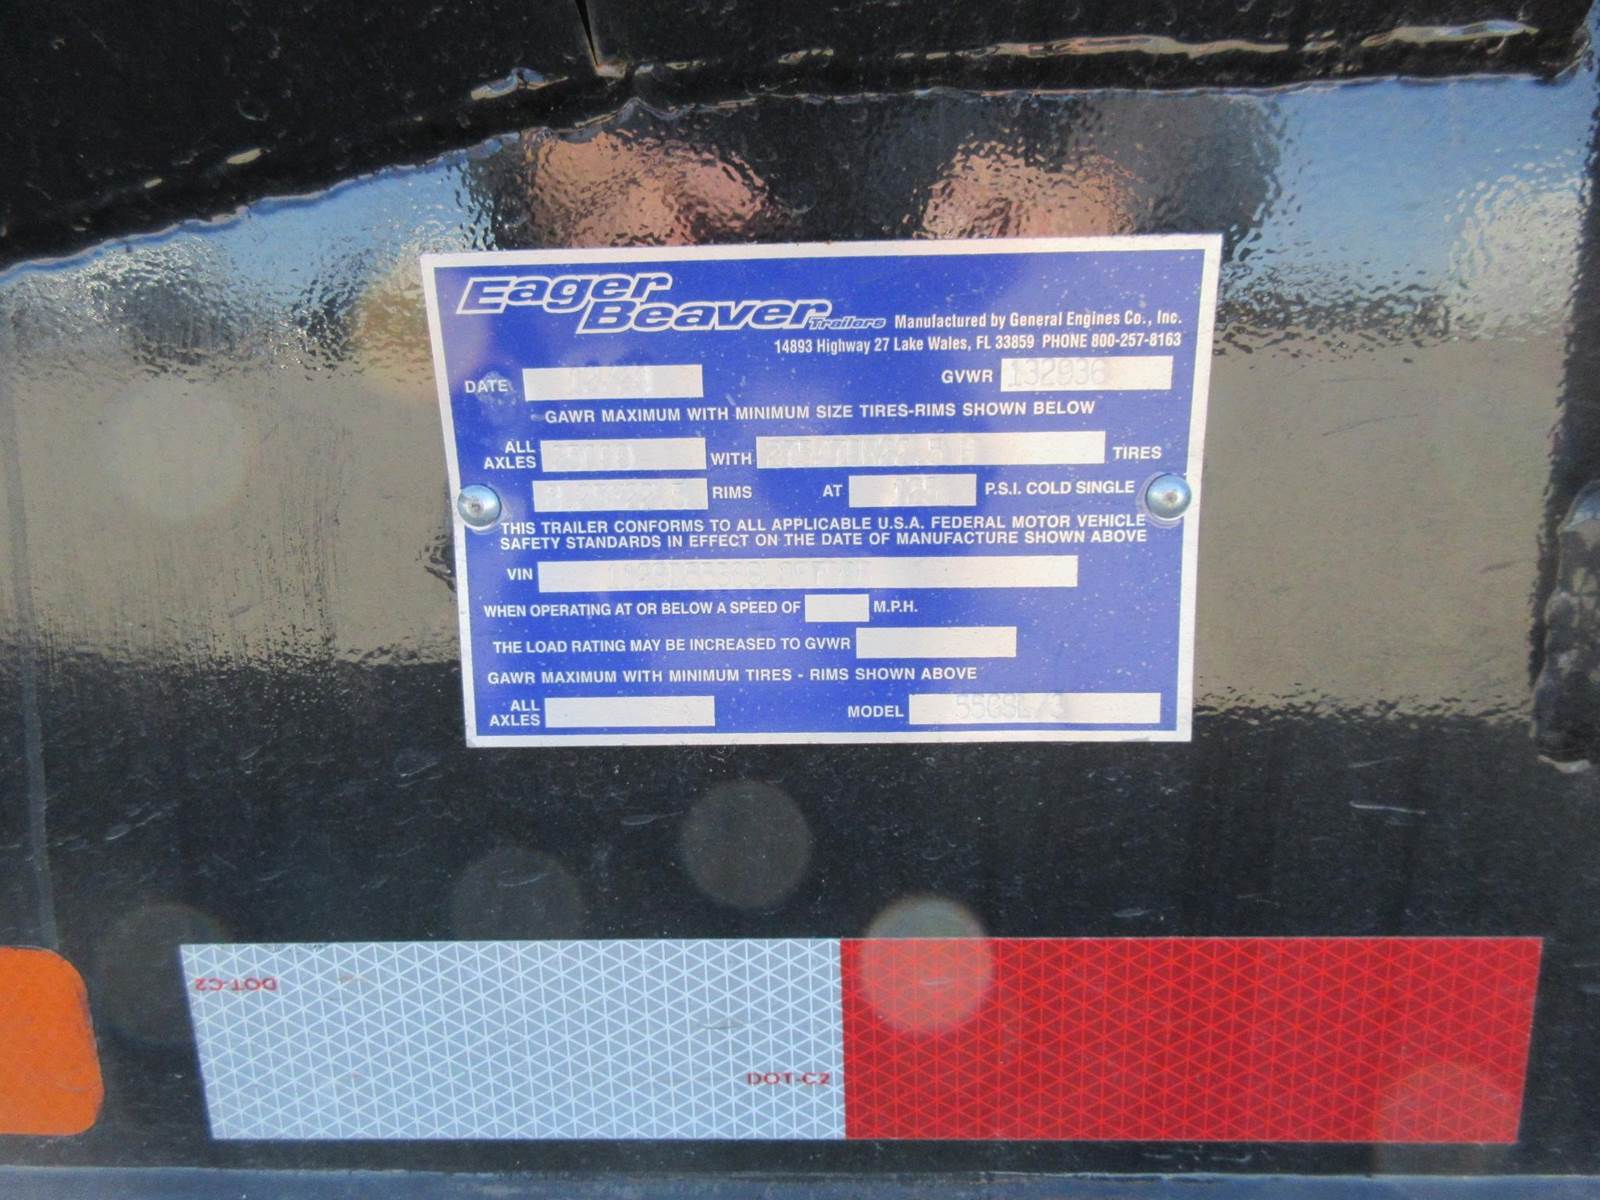 Eager
Beaver
Trailers Manufactured by General Engines Co., Inc.
14893 Highway 27 Lake Wales, FL 33859 PHONE 800-257-8163
DATE GVWR 132936
GAWR MAXIMUM WITH MINIMUM SIZE TIRES-RIMS SHOWN BELOW
ALL AXLES WITH TIRES
RIMS AT P.S.I. COLD SINGLE
THIS TRAILER CONFORMS TO ALL APPLICABLE U.S.A. FEDERAL MOTOR VEHICLE
SAFETY STANDARDS IN EFFECT ON THE DATE OF MANUFACTURE SHOWN ABOVE
VIN
WHEN OPERATING AT OR BELOW A SPEED OF M.P.H.
THE LOAD RATING MAY BE INCREASED TO GVWR
GAWR MAXIMUM WITH MINIMUM TIRES - RIMS SHOWN ABOVE
ALL AXLES MODEL 55GSL/3
DOT-C2
DOT-C2